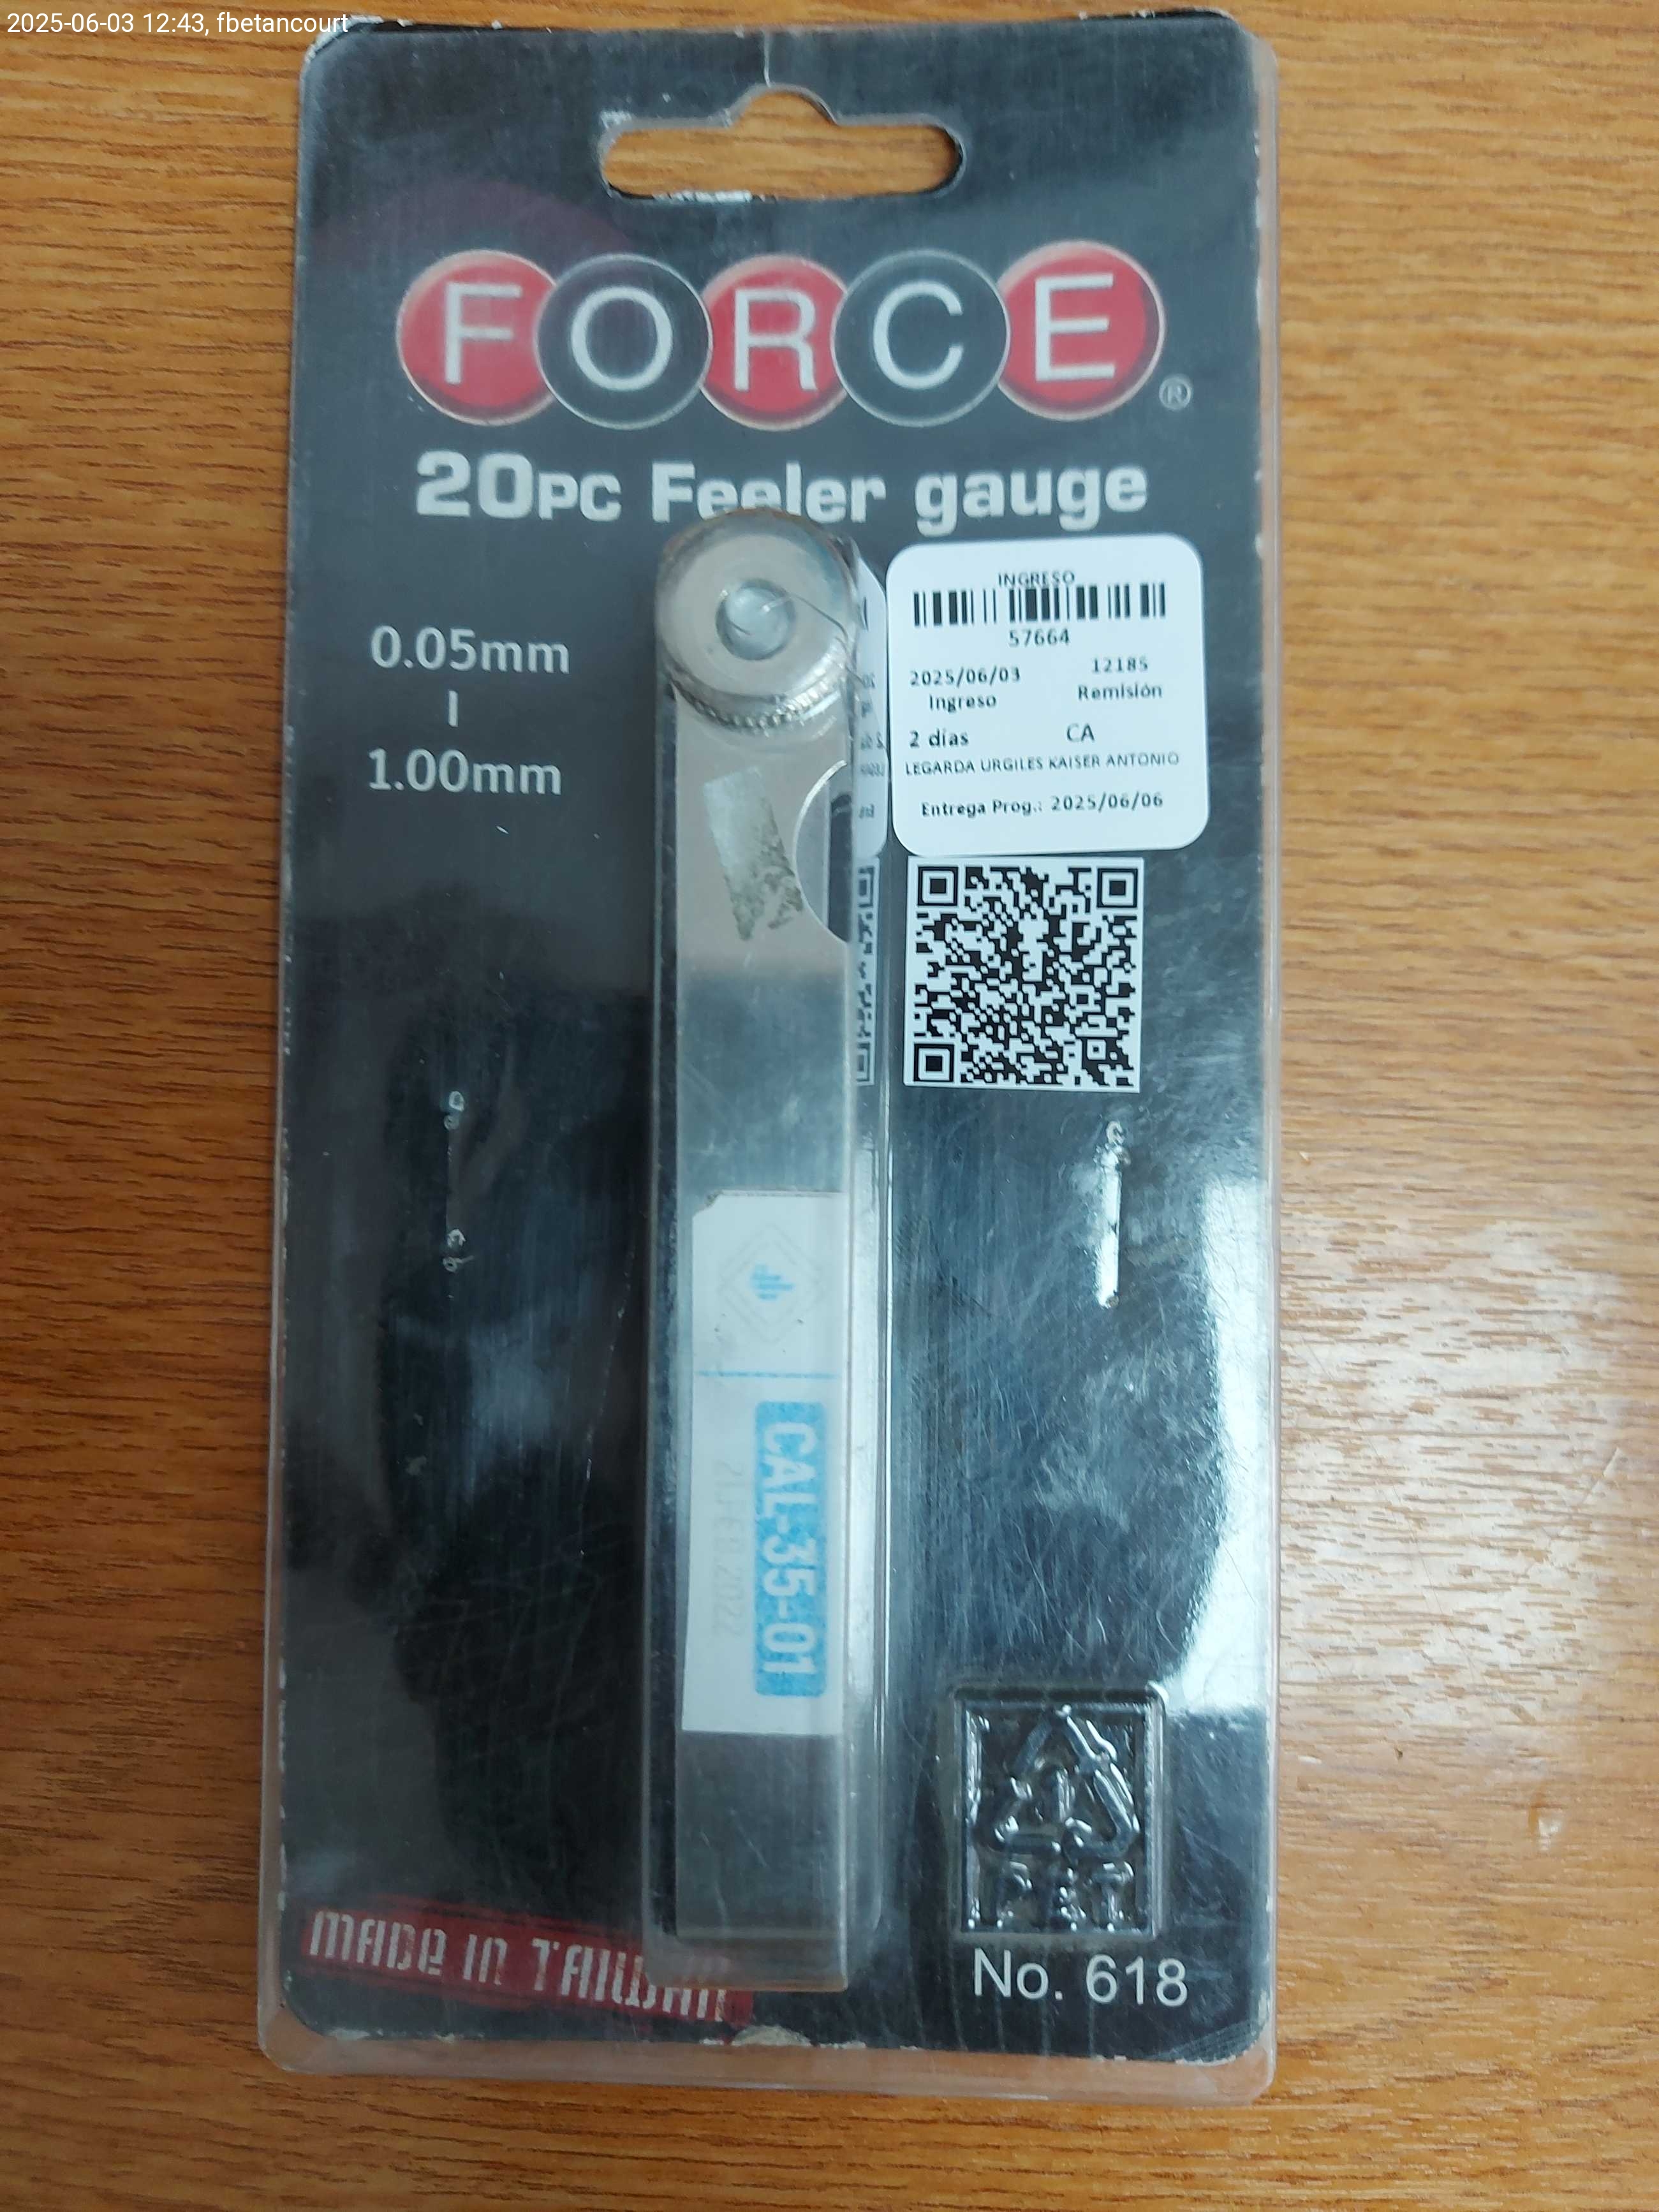 2025-06-03 12:43, fbetancourt
FORCE®
20PC Feeler gauge
0.05mm
1.00mm
INGRESO
57664
2025/06/03 12185
Ingreso Remisión
2 días CA
LEGARDA URGILES KAISER ANTONIO
Entrega Prog.: 2025/06/06
CAL-35-01
2022
PET
MADE IN TAIWAN
No. 618